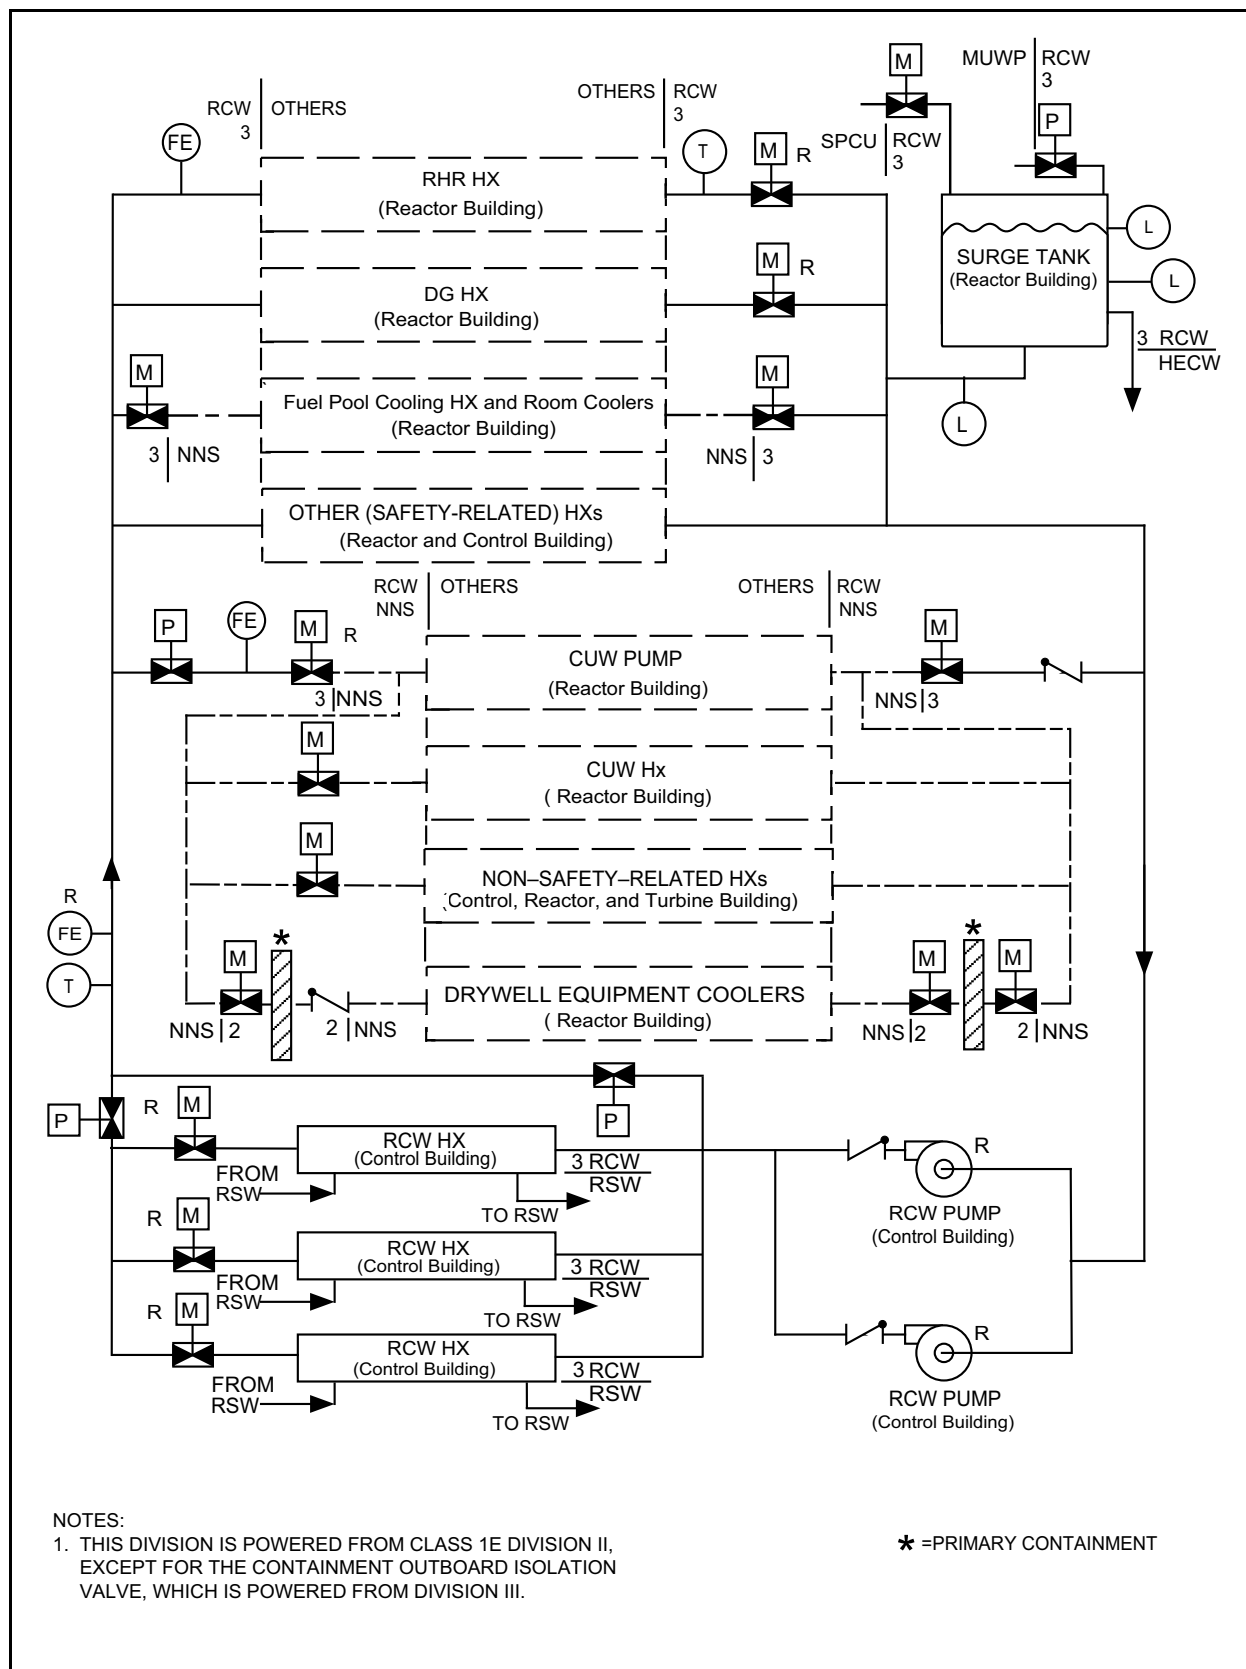 M
MUWP RCW
3
RCW OTHERS
3
OTHERS RCW
3
P
FE
T
M R
SPCU RCW
3
RHR HX
(Reactor Building)
L
M
R
SURGE TANK
(Reactor Building)
L
DG HX
(Reactor Building)
3 RCW
HECW
M
M
Fuel Pool Cooling HX and Room Coolers
(Reactor Building)
L
3 NNS
NNS 3
OTHER (SAFETY-RELATED) HXs
(Reactor and Control Building)
RCW OTHERS
NNS
OTHERS RCW
NNS
P
FE
M R
M
CUW PUMP
(Reactor Building)
3 NNS
NNS 3
M
CUW Hx
( Reactor Building)
M
NON–SAFETY–RELATED HXs
(Control, Reactor, and Turbine Building)
R
FE
T
M
*
M
*
M
DRYWELL EQUIPMENT COOLERS
( Reactor Building)
NNS 2
2 NNS
NNS 2
2 NNS
P
R
M
P
RCW HX
(Control Building)
3 RCW
RSW
FROM
RSW
TO RSW
R
RCW PUMP
(Control Building)
R
M
RCW HX
(Control Building)
3 RCW
RSW
FROM
RSW
TO RSW
R
M
RCW HX
(Control Building)
3 RCW
RSW
FROM
RSW
TO RSW
R
RCW PUMP
(Control Building)
NOTES:
1. THIS DIVISION IS POWERED FROM CLASS 1E DIVISION II,
EXCEPT FOR THE CONTAINMENT OUTBOARD ISOLATION
VALVE, WHICH IS POWERED FROM DIVISION III.
* =PRIMARY CONTAINMENT